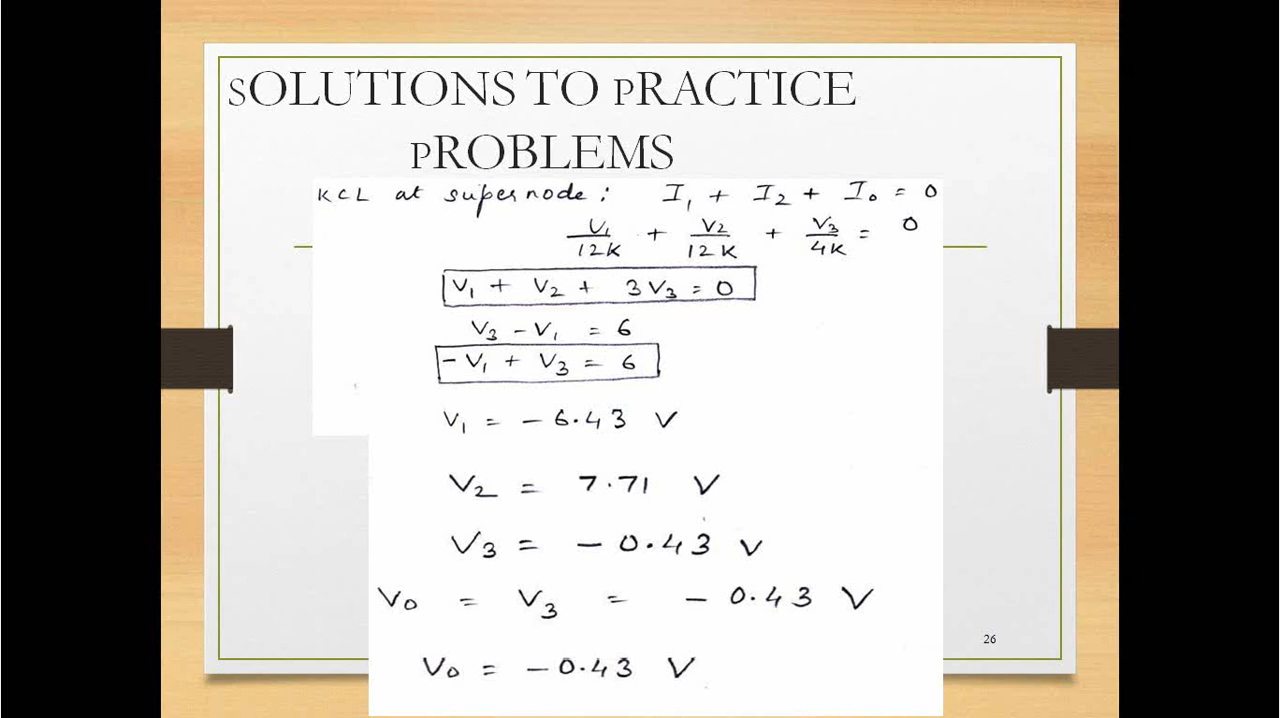 SOLUTIONS TO PRACTICE
PROBLEMS
KCL at supernode: I₁ + I₂ + I₀ = 0
V₁/12K + V₂/12K + V₃/4K = 0
V₁ + V₂ + 3V₃ = 0
V₃ - V₁ = 6
-V₁ + V₃ = 6
V₁ = -6.43 V
V₂ = 7.71 V
V₃ = -0.43 V
V₀ = V₃ = -0.43 V
V₀ = -0.43 V
26